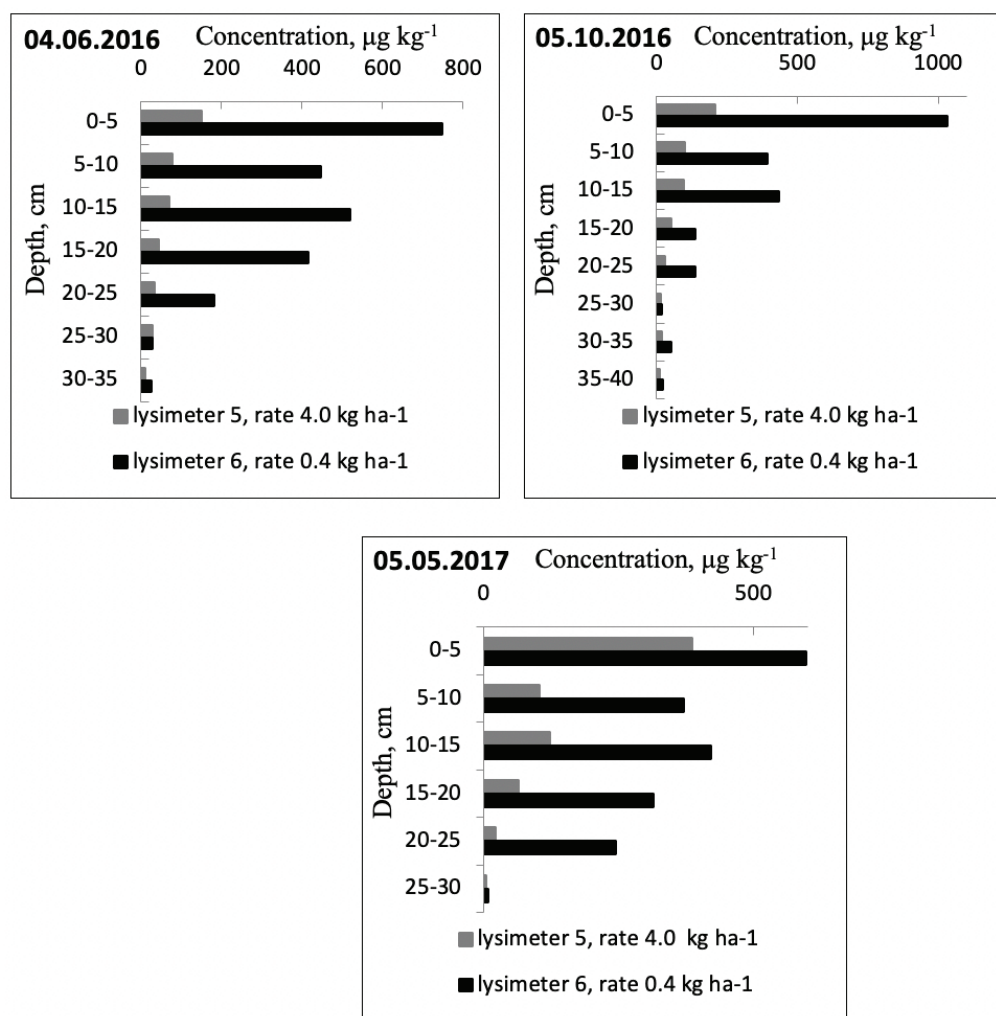 04.06.2016 Concentration, µg kg⁻¹
0 200 400 600 800
Depth, cm
0-5
5-10
10-15
15-20
20-25
25-30
30-35
lysimeter 5, rate 4.0 kg ha-1
lysimeter 6, rate 0.4 kg ha-1
05.10.2016 Concentration, µg kg⁻¹
0 500 1000
Depth, cm
0-5
5-10
10-15
15-20
20-25
25-30
30-35
35-40
lysimeter 5, rate 4.0 kg ha-1
lysimeter 6, rate 0.4 kg ha-1
05.05.2017 Concentration, µg kg⁻¹
0 500
Depth, cm
0-5
5-10
10-15
15-20
20-25
25-30
lysimeter 5, rate 4.0 kg ha-1
lysimeter 6, rate 0.4 kg ha-1